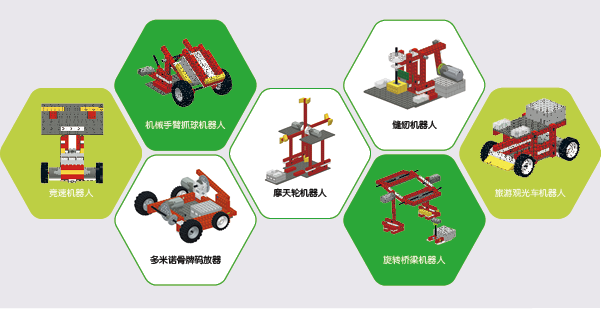 机械手臂抓球机器人
缝纫机器人
竞速机器人
摩天轮机器人
旅游观光车机器人
多米诺骨牌码放器
旋转桥梁机器人